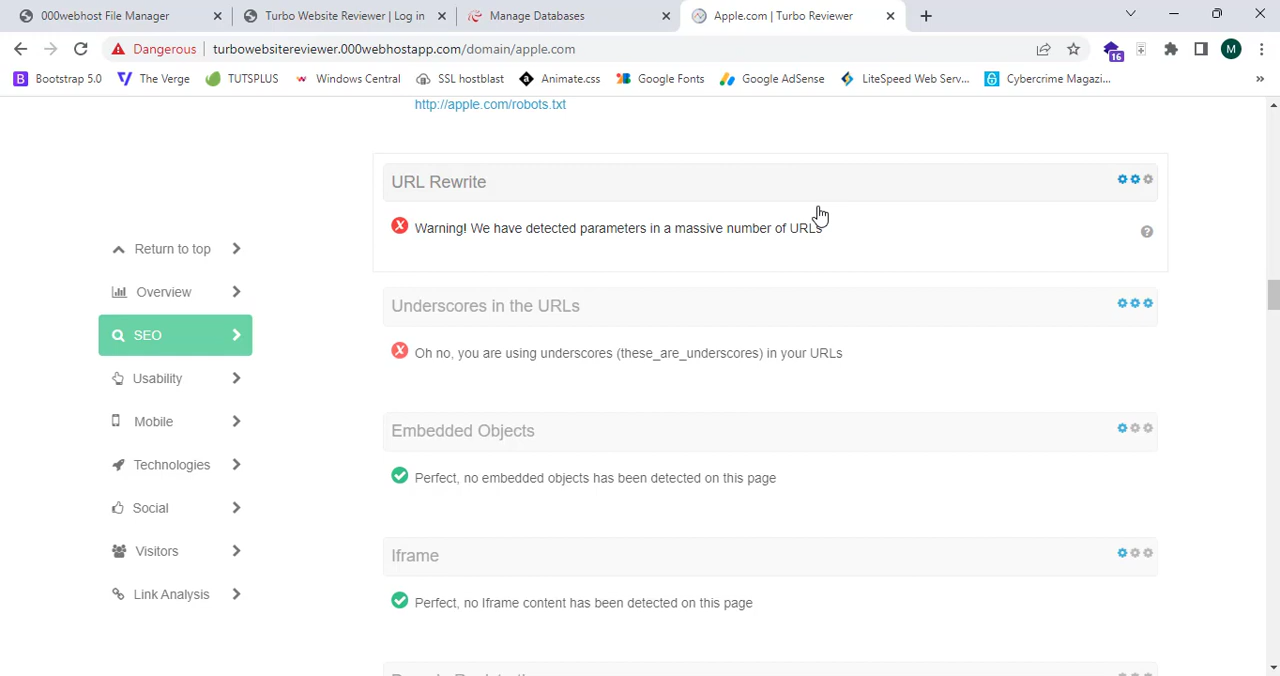 000webhost File Manager
Turbo Website Reviewer | Log in
Manage Databases
Apple.com | Turbo Reviewer
Dangerous
turbowebsitereviewer.000webhostapp.com/domain/apple.com
16
M
Bootstrap 5.0
The Verge
TUTSPLUS
Windows Central
SSL hostblast
Animate.css
Google Fonts
Google AdSense
LiteSpeed Web Serv...
Cybercrime Magazi...
http://apple.com/robots.txt
URL Rewrite
Warning! We have detected parameters in a massive number of URLs
Return to top
Overview
SEO
Usability
Mobile
Technologies
Social
Visitors
Link Analysis
Underscores in the URLs
Oh no, you are using underscores (these_are_underscores) in your URLs
Embedded Objects
Perfect, no embedded objects has been detected on this page
Iframe
Perfect, no Iframe content has been detected on this page